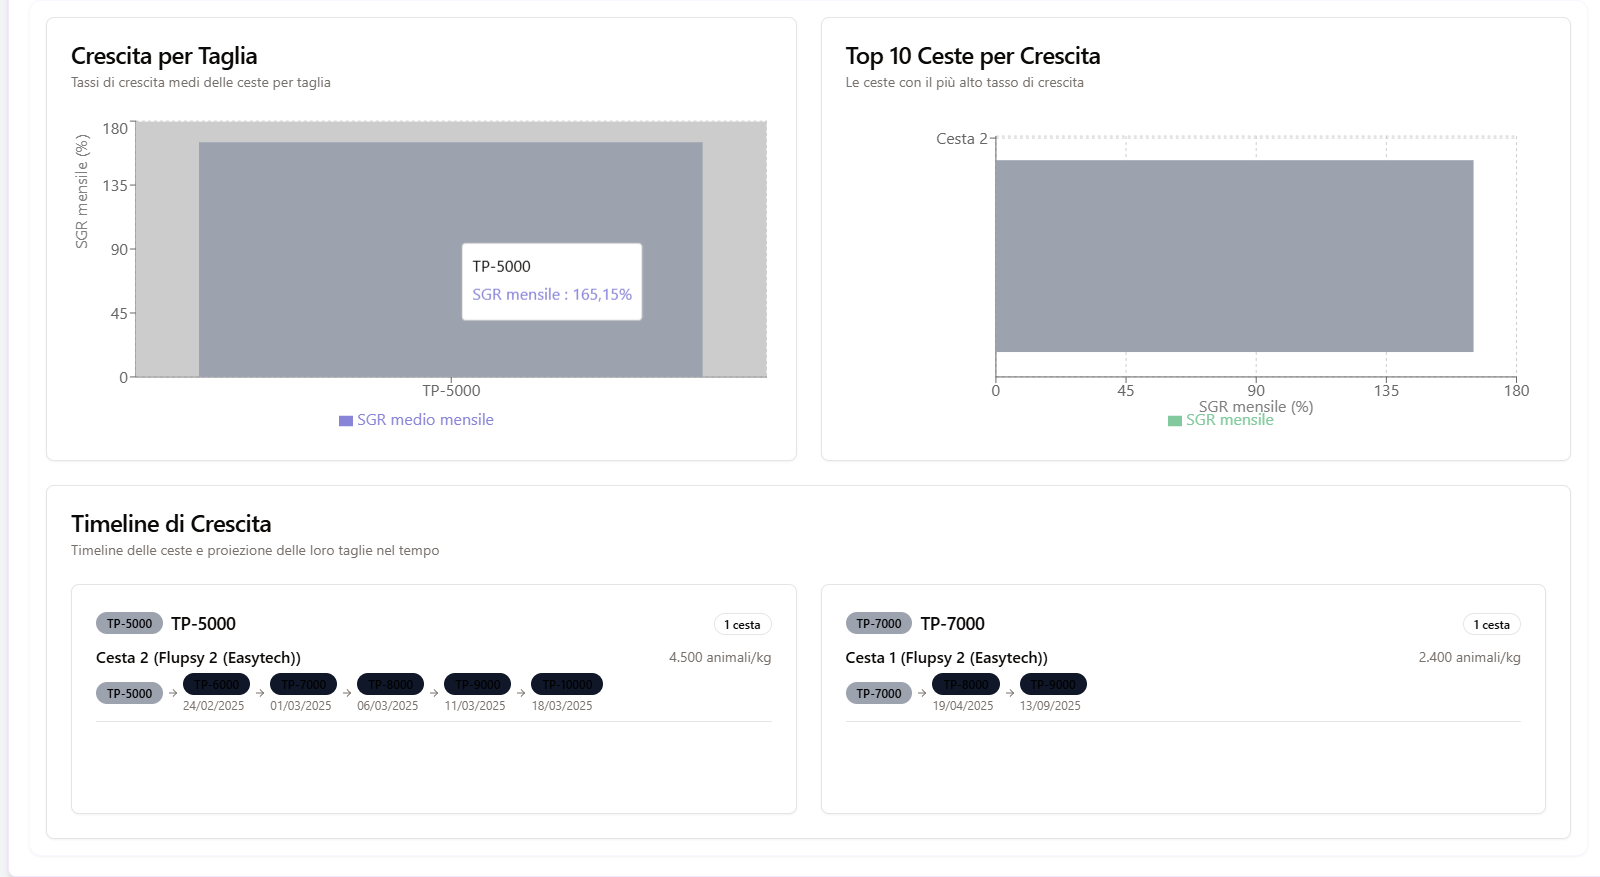 Crescita per Taglia
Tassi di crescita medi delle ceste per taglia
SGR mensile (%)
180
135
90
45
0
TP-5000
SGR mensile : 165,15%
TP-5000
SGR medio mensile
Top 10 Ceste per Crescita
Le ceste con il più alto tasso di crescita
Cesta 2
0 45 90 135 180
SGR mensile (%)
SGR mensile
Timeline di Crescita
Timeline delle ceste e proiezione delle loro taglie nel tempo
TP-5000 TP-5000 1 cesta
Cesta 2 (Flupsy 2 (Easytech)) 4.500 animali/kg
TP-5000 → TP-6000 → TP-7000 → TP-8000 → TP-9000 → TP-10000
24/02/2025 01/03/2025 06/03/2025 11/03/2025 18/03/2025
TP-7000 TP-7000 1 cesta
Cesta 1 (Flupsy 2 (Easytech)) 2.400 animali/kg
TP-7000 → TP-8000 → TP-9000
19/04/2025 13/09/2025